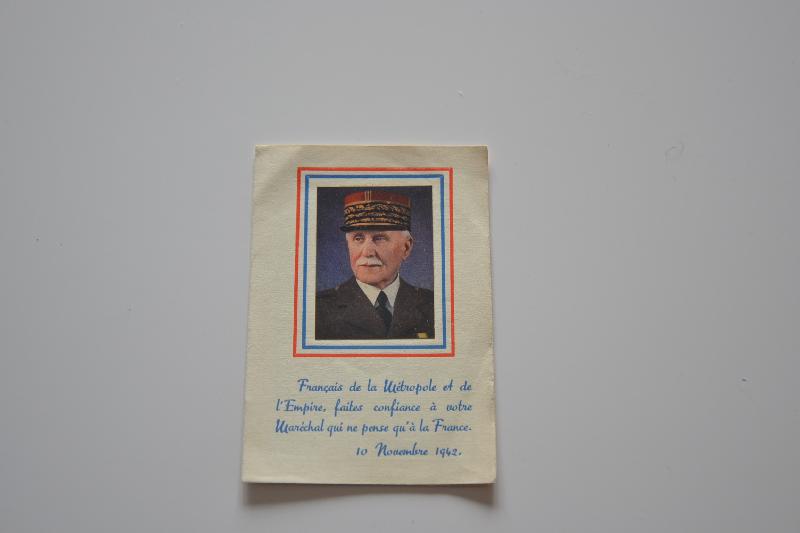 Français de la Métropole et de
l'Empire, faites confiance à votre
Maréchal qui ne pense qu'à la France.
10 Novembre 1942.